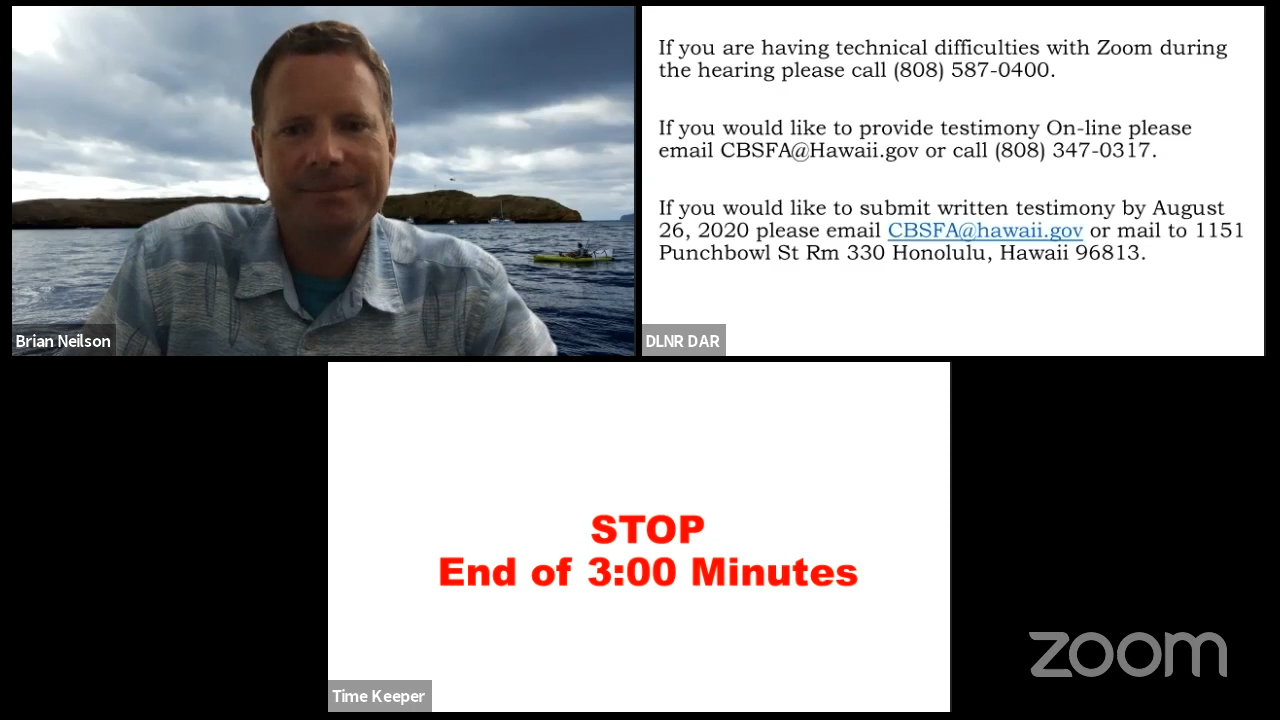 If you are having technical difficulties with Zoom during
the hearing please call (808) 587-0400.
If you would like to provide testimony On-line please
email CBSFA@Hawaii.gov or call (808) 347-0317.
If you would like to submit written testimony by August
26, 2020 please email CBSFA@hawaii.gov or mail to 1151
Punchbowl St Rm 330 Honolulu, Hawaii 96813.
Brian Neilson
DLNR DAR
STOP
End of 3:00 Minutes
Time Keeper
zoom